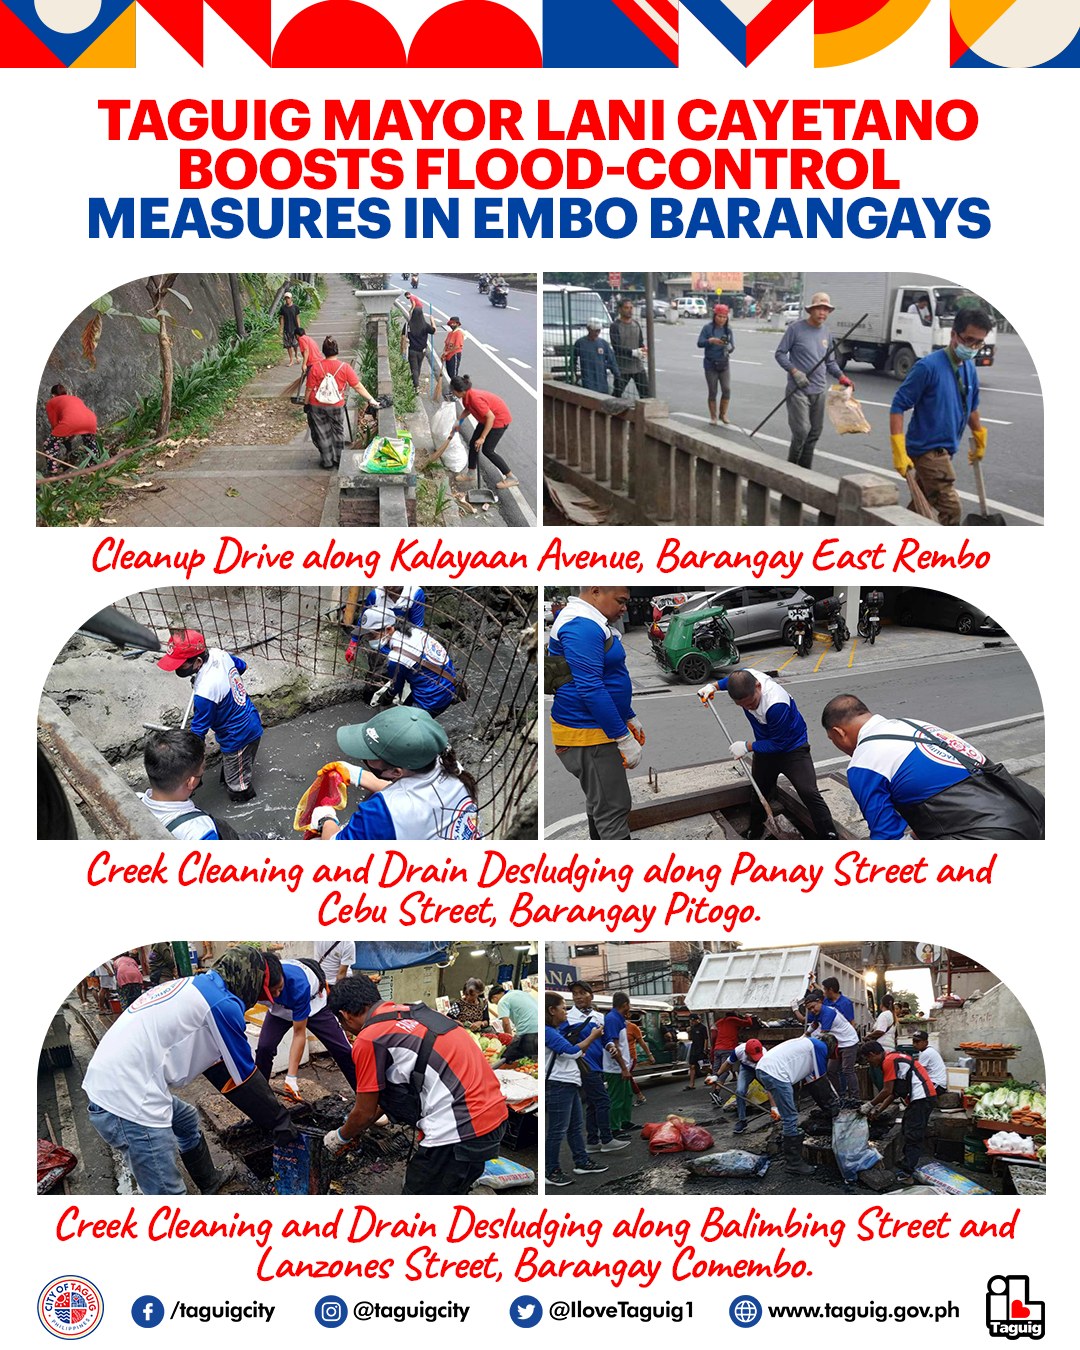 TAGUIG MAYOR LANI CAYETANO
BOOSTS FLOOD-CONTROL
MEASURES IN EMBO BARANGAYS
Cleanup Drive along Kalayaan Avenue, Barangay East Rembo
Creek Cleaning and Drain Desludging along Panay Street and
Cebu Street, Barangay Pitogo.
Creek Cleaning and Drain Desludging along Balimbing Street and
Lanzones Street, Barangay Comembo.
CITY OF TAGUIG
PHILIPPINES
/taguigcity
@taguigcity
@IloveTaguig1
www.taguig.gov.ph
iL
Taguig